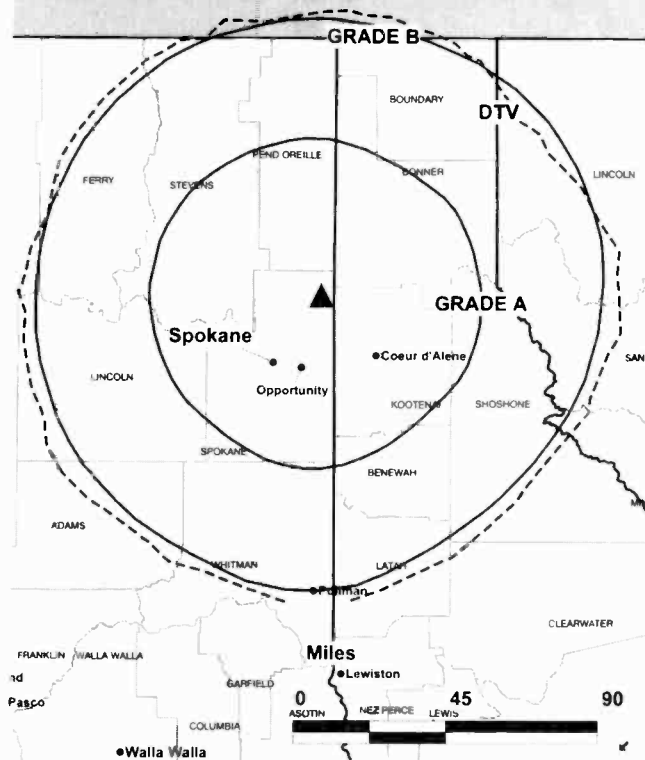 GRADE B
BOUNDARY
DTV
PEND OREILLE
BONNER
LINCOLN
FERRY
STEVENS
GRADE A
Spokane
Coeur d'Alene
LINCOLN
Opportunity
SAN
KOOTENAI
SHOSHONE
SPOKANE
BENEWAH
ADAMS
WHITMAN
LATAH
Pullman
CLEARWATER
FRANKLIN
WALLA WALLA
Miles
Lewiston
nd
Pasco
GARFIELD
0 45 90
ASOTIN
NEZ PERCE
LEWIS
COLUMBIA
Walla Walla